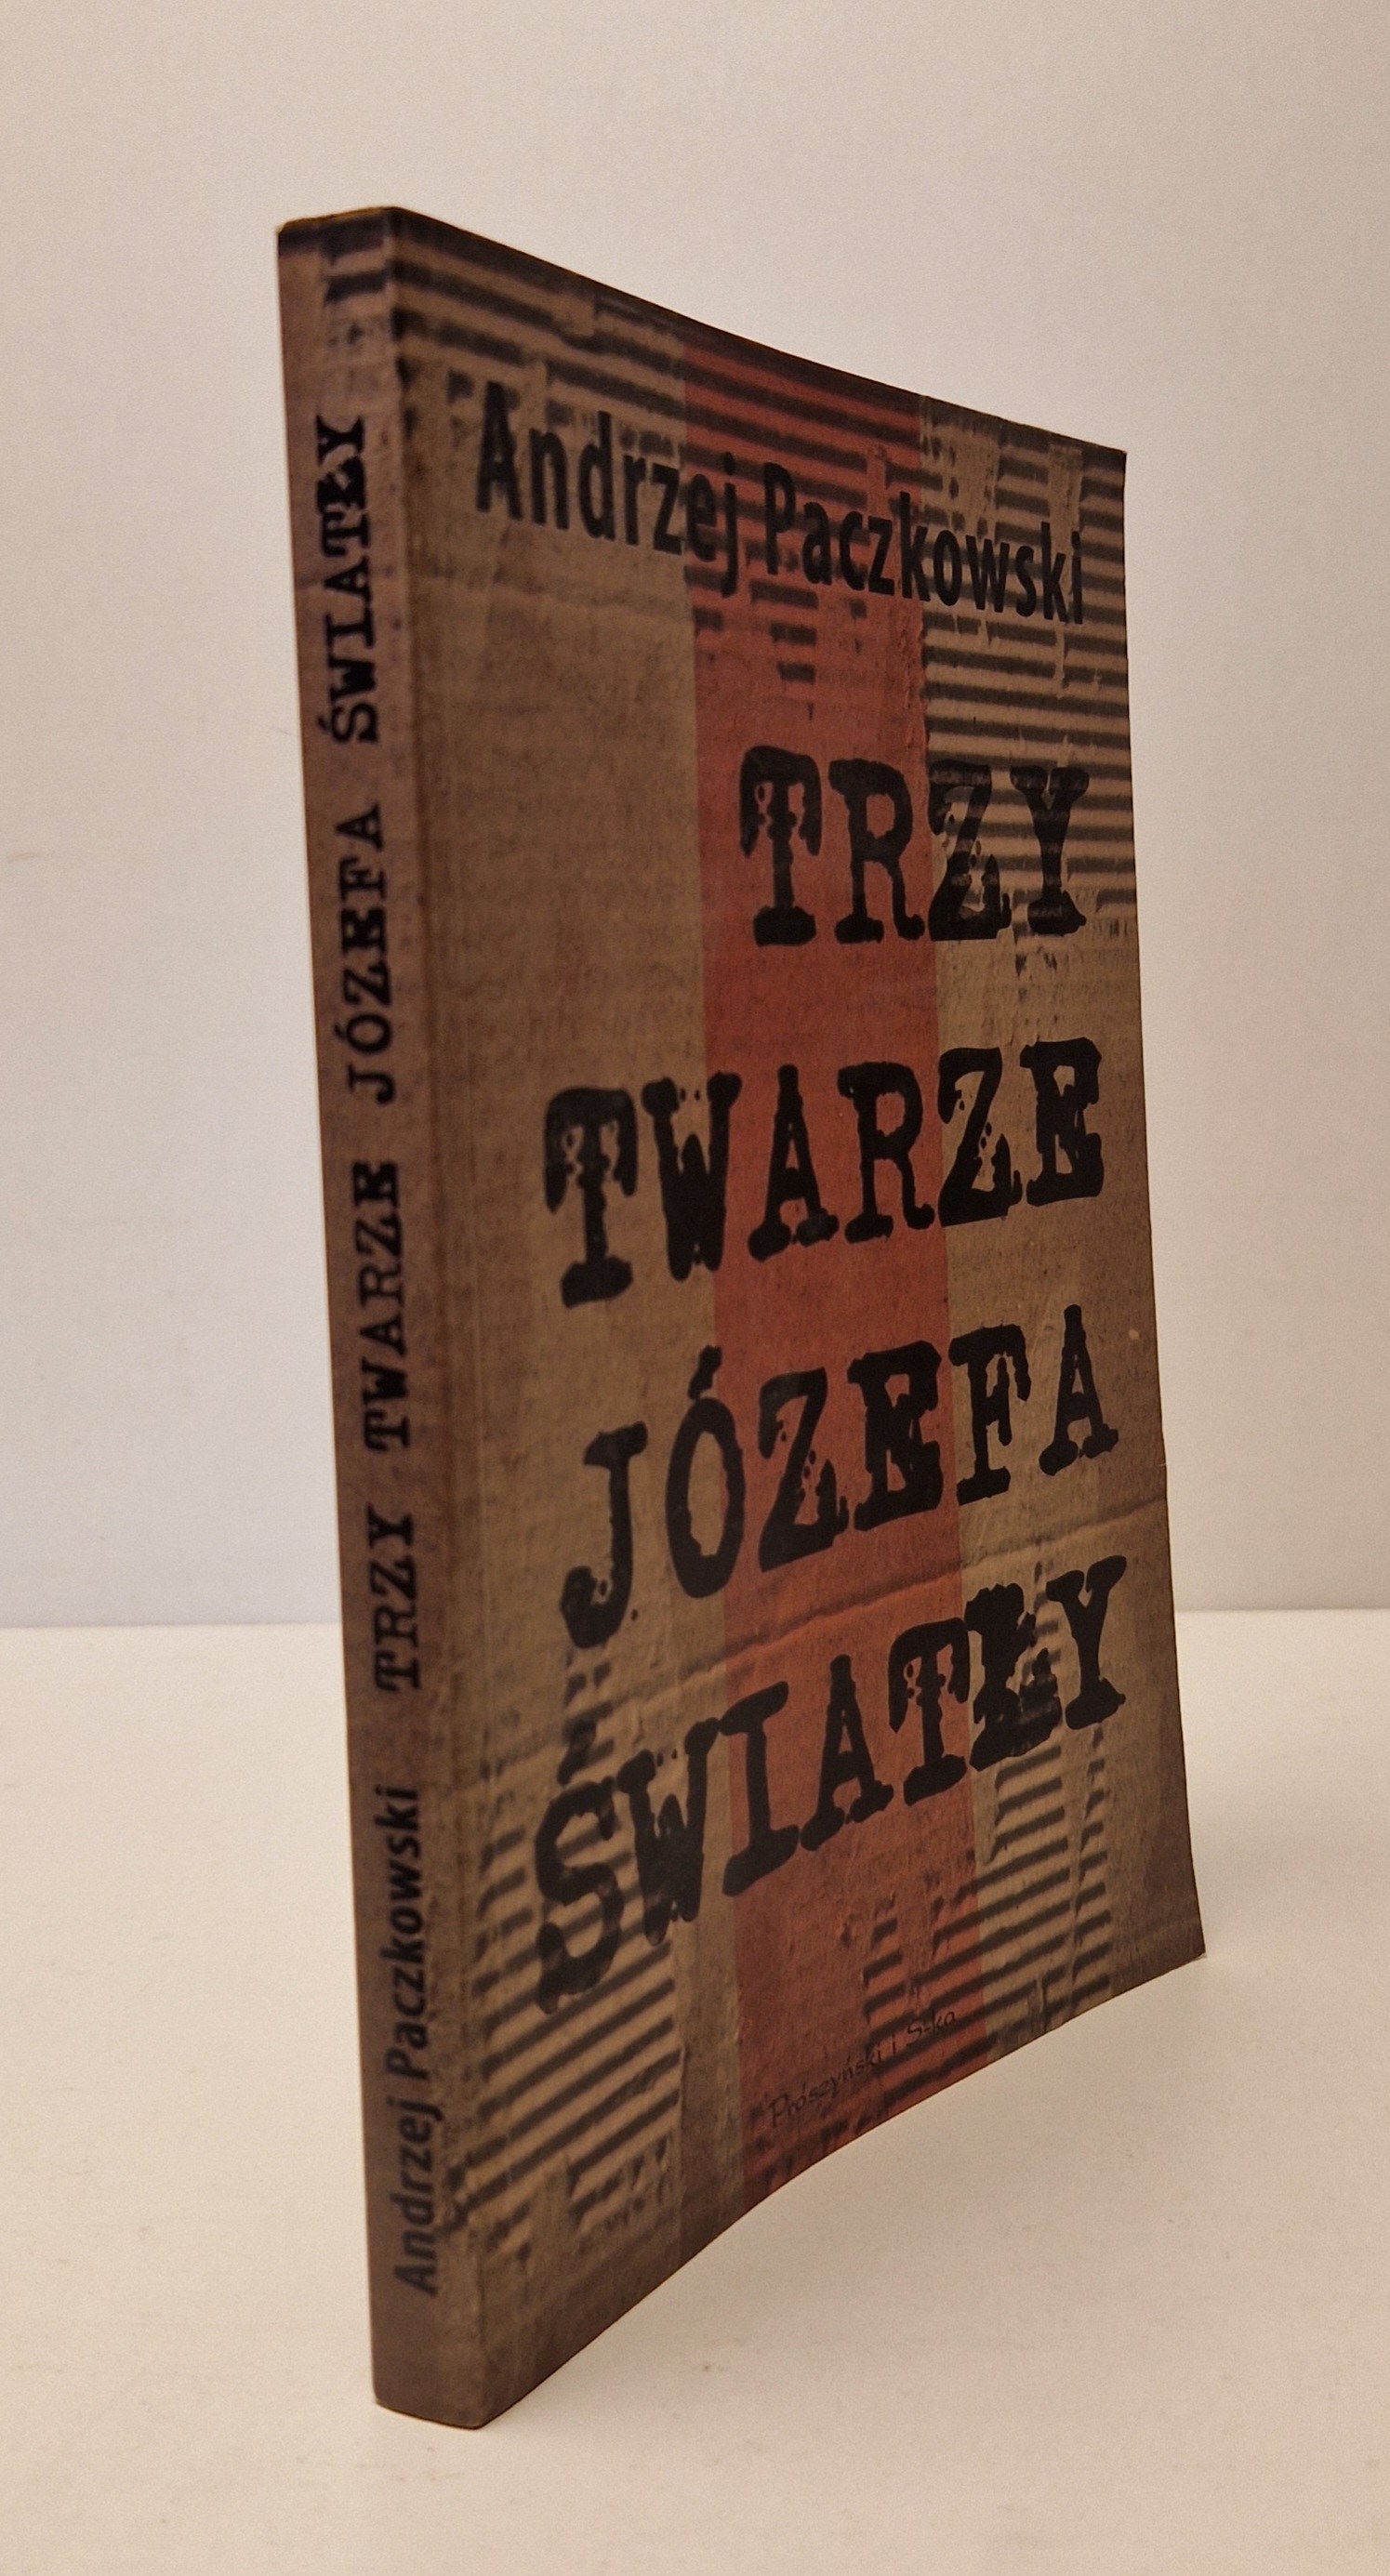 Andrzej Paczkowski
TRZY
TWARZE
JÓZEFA
ŚWIATŁY
Prószyński i S-ka
Andrzej Paczkowski TRZY TWARZE JÓZEFA ŚWIATŁY